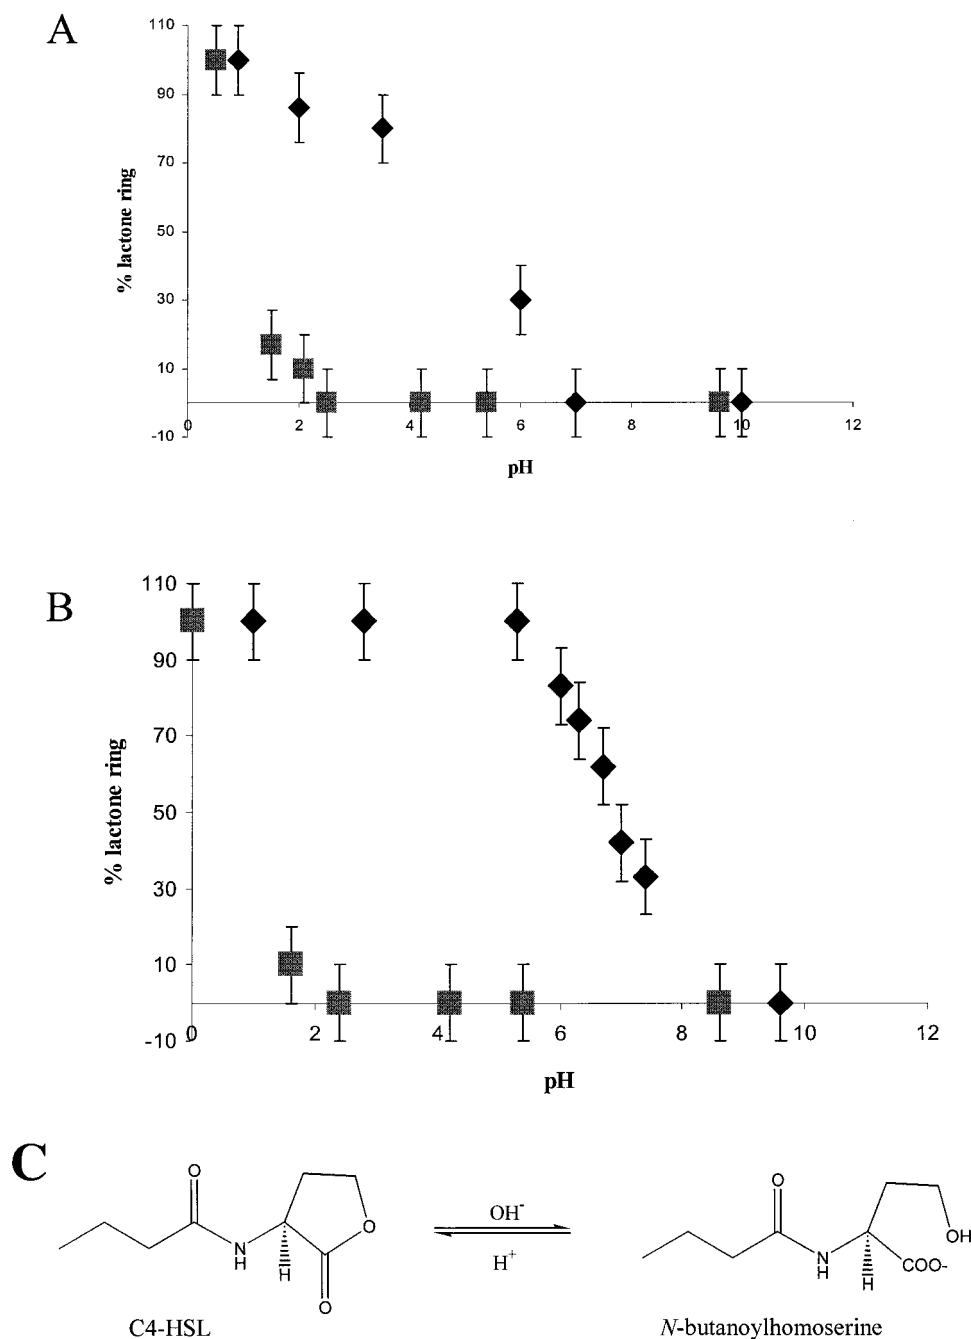 A
110
90
70
50
30
10
-10
% lactone ring
0 2 4 6 8 10 12
pH
B
110
90
70
50
30
10
-10
% lactone ring
0 2 4 6 8 10 12
pH
C
O
N
H
H
O
O
C4-HSL
OH-
H+
O
N
H
H
COO-
OH
N-butanoylhomoserine